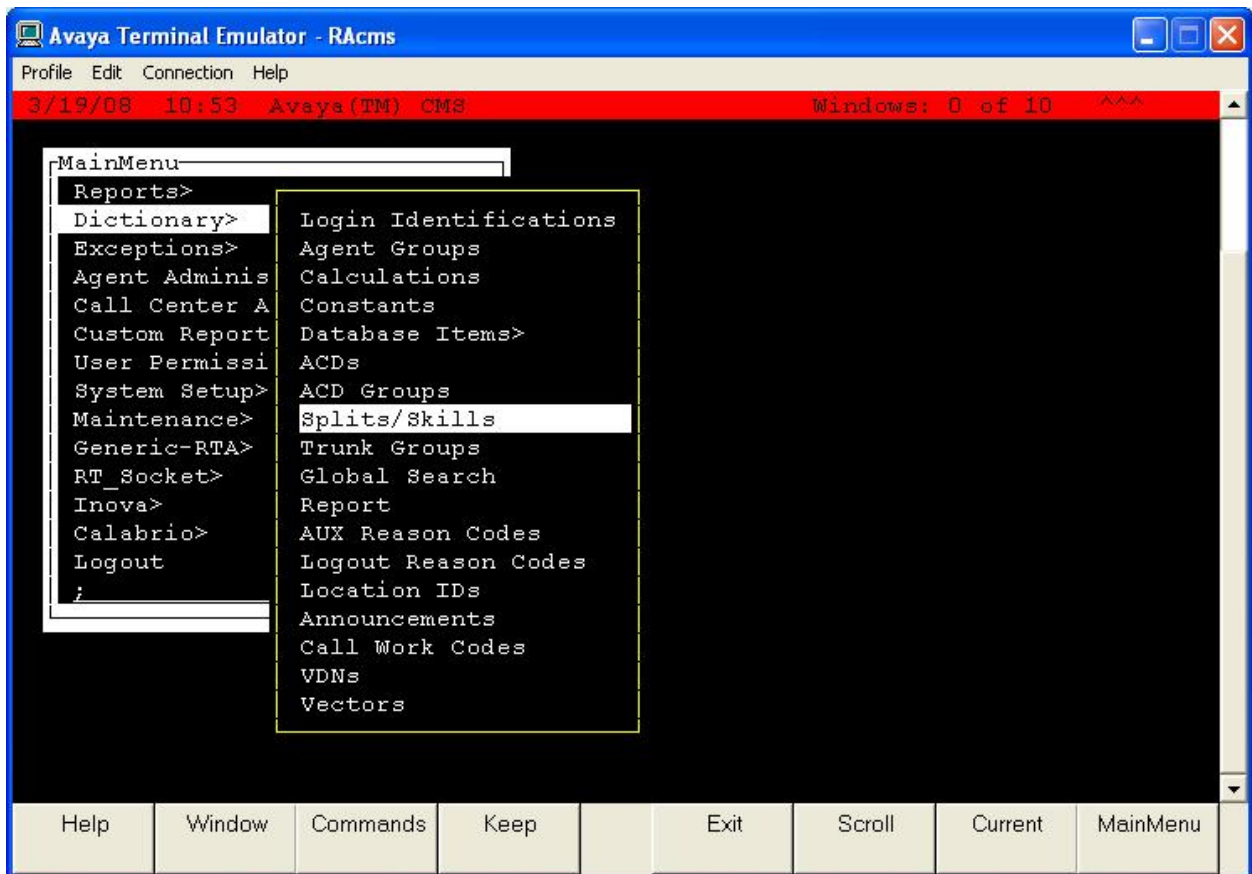 Avaya Terminal Emulator - RAcms
Profile Edit Connection Help
3/19/08 10:53 Avaya(TM) CMS Windows: 0 of 10 ^^^
MainMenu
Reports>
Dictionary>
Exceptions>
Agent Adminis
Call Center A
Custom Report
User Permissi
System Setup>
Maintenance>
Generic-RTA>
RT_Socket>
Inova>
Calabrio>
Logout
;
Login Identifications
Agent Groups
Calculations
Constants
Database Items>
ACDs
ACD Groups
Splits/Skills
Trunk Groups
Global Search
Report
AUX Reason Codes
Logout Reason Codes
Location IDs
Announcements
Call Work Codes
VDNs
Vectors
Help Window Commands Keep Exit Scroll Current MainMenu